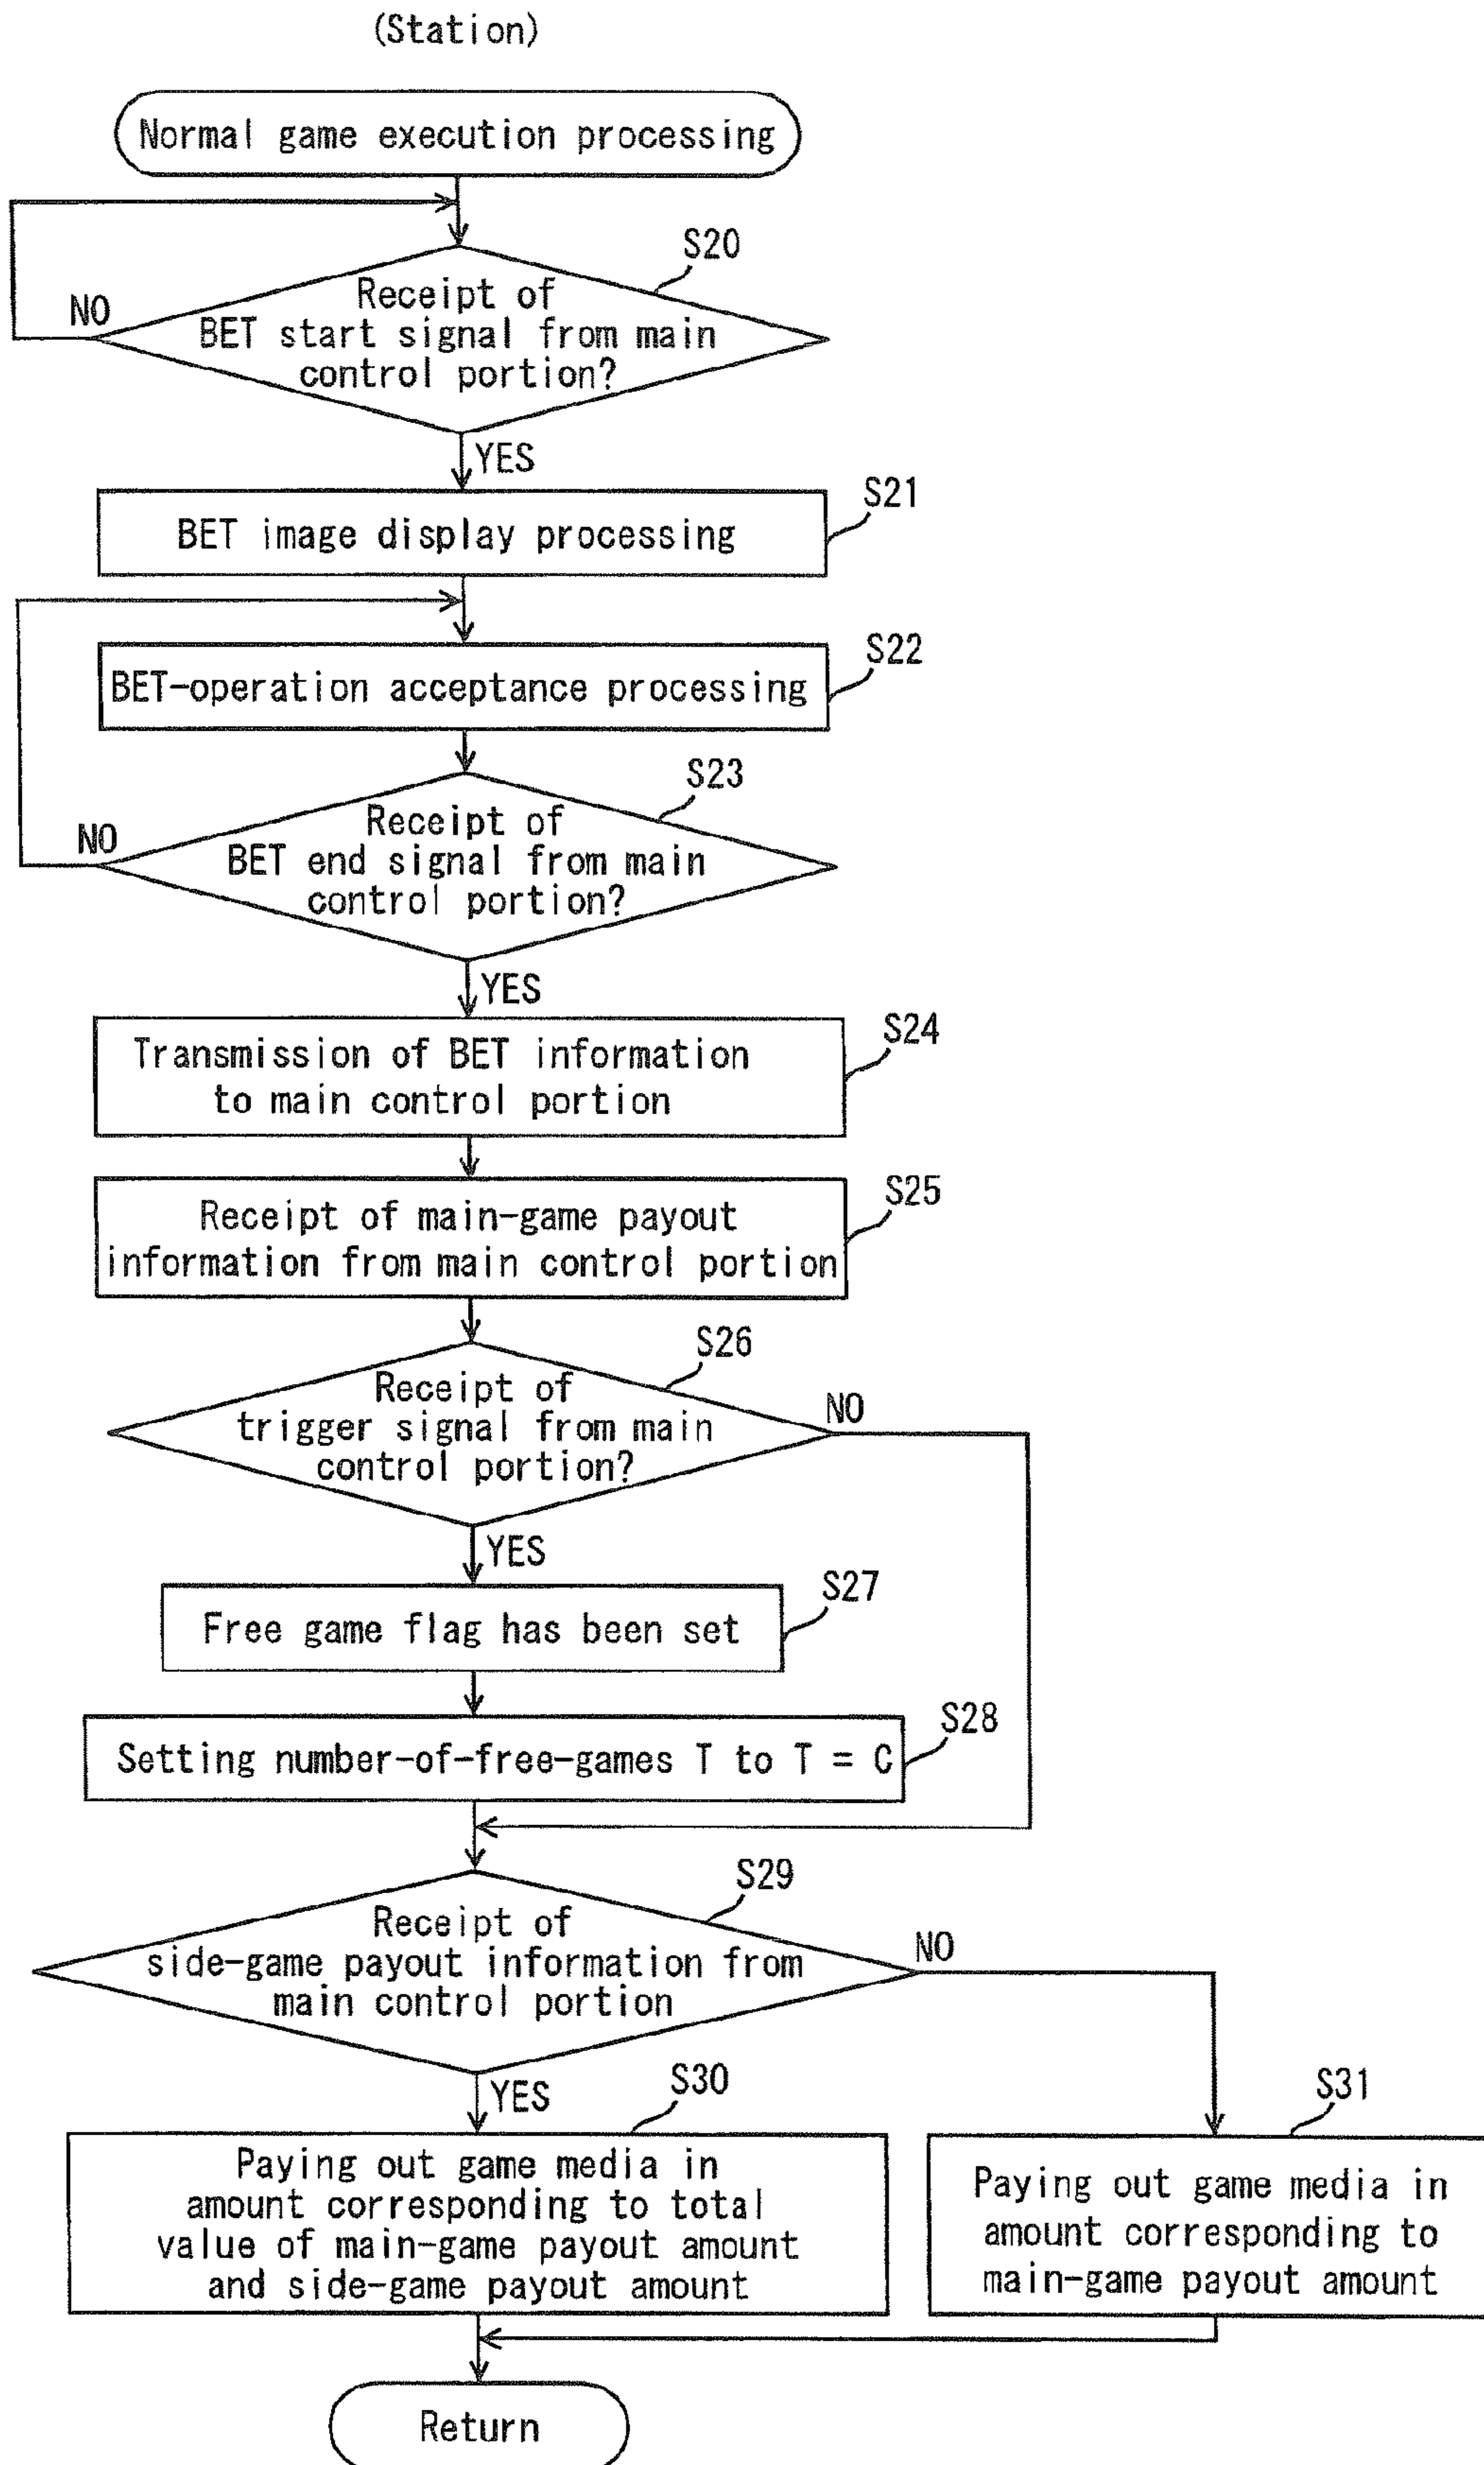 (Station)
Normal game execution processing
S20
Receipt of
BET start signal from main
control portion?
NO
YES
S21
BET image display processing
S22
BET-operation acceptance processing
S23
Receipt of
BET end signal from main
control portion?
NO
YES
S24
Transmission of BET information
to main control portion
S25
Receipt of main-game payout
information from main control portion
S26
Receipt of
trigger signal from main
control portion?
NO
YES
S27
Free game flag has been set
S28
Setting number-of-free-games T to T = C
S29
Receipt of
side-game payout information from
main control portion
NO
YES
S30
Paying out game media in
amount corresponding to total
value of main-game payout amount
and side-game payout amount
S31
Paying out game media in
amount corresponding to
main-game payout amount
Return